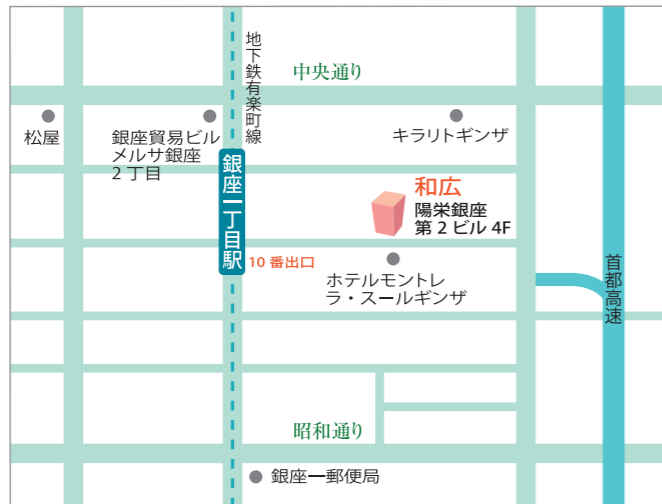 地下鉄有楽町線
中央通り
松屋
銀座貿易ビル
メルサ銀座
2 丁目
キラリトギンザ
銀座一丁目駅
和広
陽栄銀座
第 2 ビル 4F
10 番出口
ホテルモントレ
ラ・スールギンザ
首都高速
昭和通り
銀座一郵便局